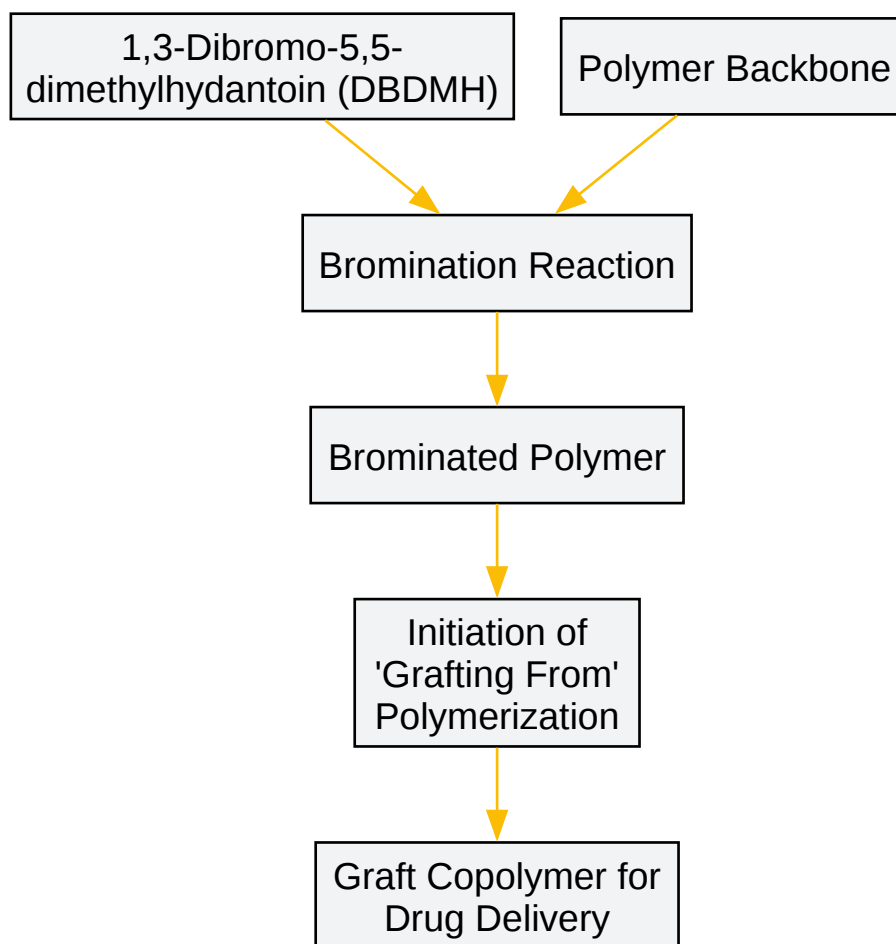 1,3-Dibromo-5,5-
dimethylhydantoin (DBDMH)
Polymer Backbone
Bromination Reaction
Brominated Polymer
Initiation of
'Grafting From'
Polymerization
Graft Copolymer for
Drug Delivery